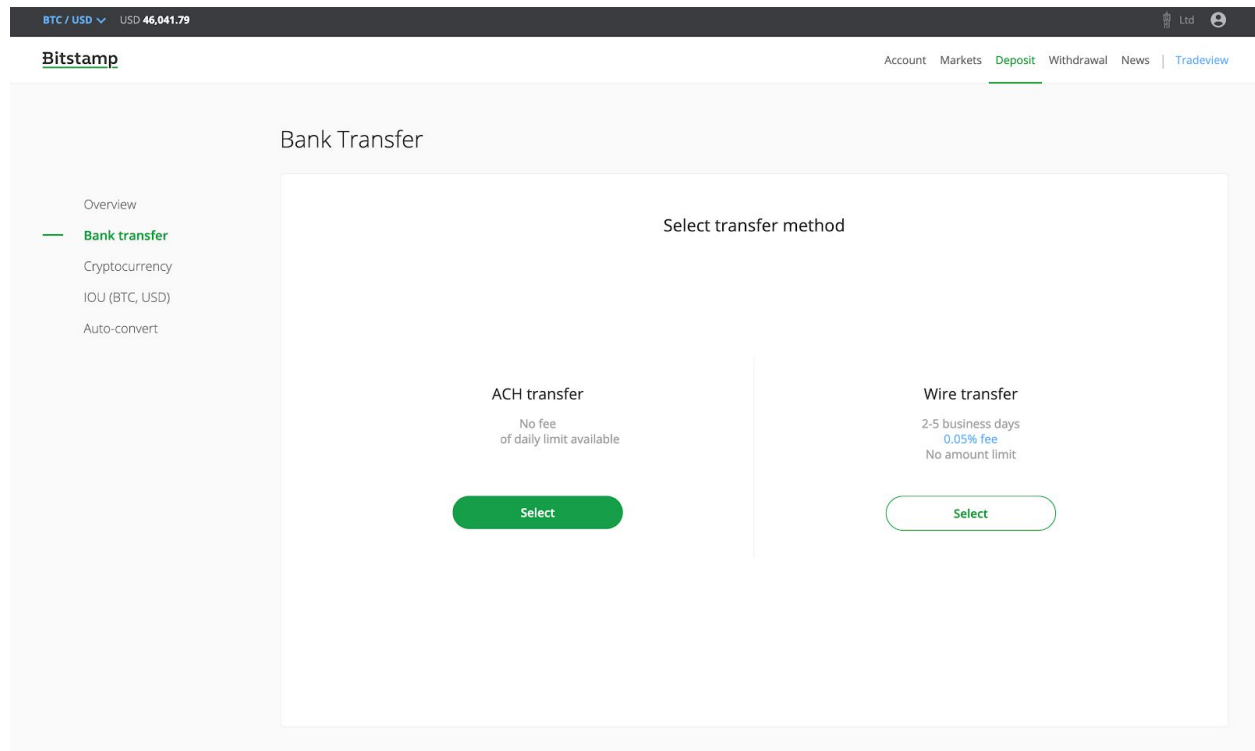 BTC / USD USD 46,041.79 Ltd
Bitstamp
Account Markets Deposit Withdrawal News | Tradeview
Bank Transfer
Overview
Bank transfer
Cryptocurrency
IOU (BTC, USD)
Auto-convert
Select transfer method
ACH transfer
No fee
of daily limit available
Select
Wire transfer
2-5 business days
0.05% fee
No amount limit
Select